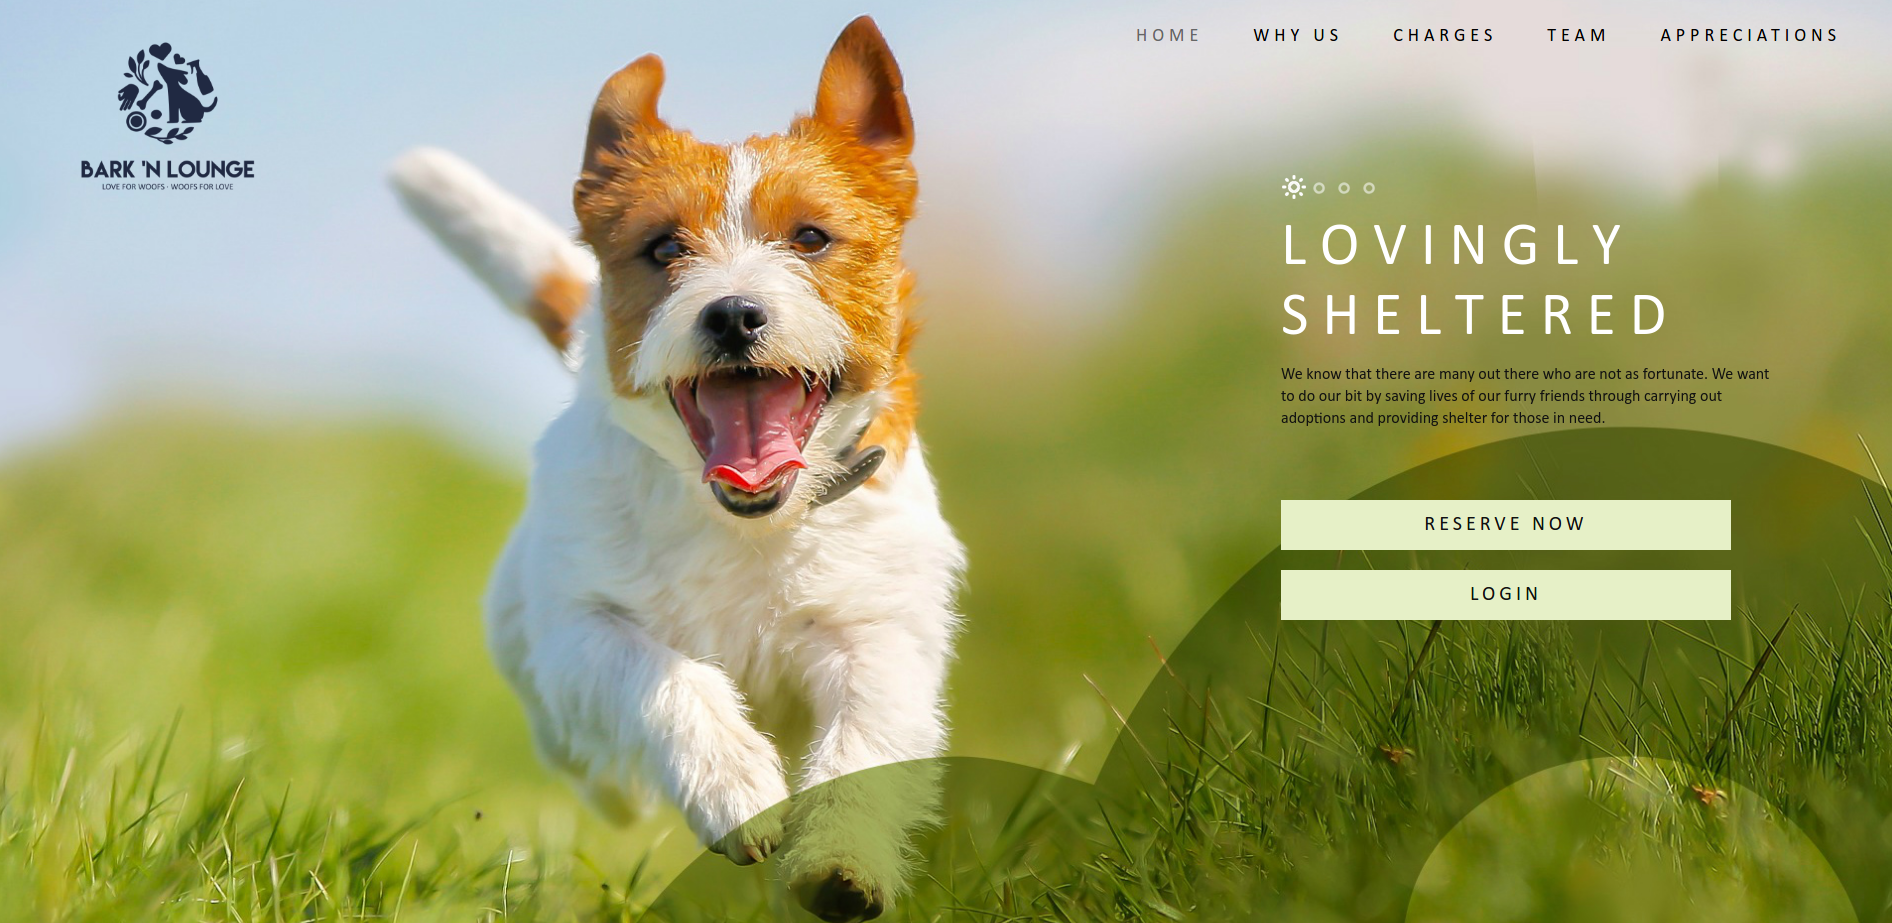 HOME WHY US CHARGES TEAM APPRECIATIONS
BARK 'N LOUNGE
LOVE FOR WOOFS · WOOFS FOR LOVE
LOVINGLY
SHELTERED
We know that there are many out there who are not as fortunate. We want
to do our bit by saving lives of our furry friends through carrying out
adoptions and providing shelter for those in need.
RESERVE NOW
LOGIN